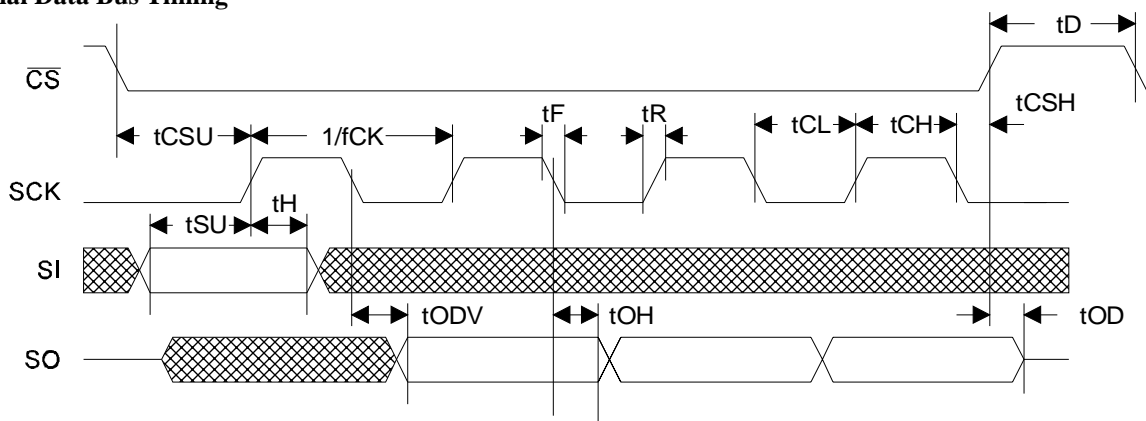 nal Data Bus Timing
tD
CS
tF
tR
tCSH
tCSU
1/fCK
tCL
tCH
SCK
tH
tSU
SI
tODV
tOH
tOD
SO